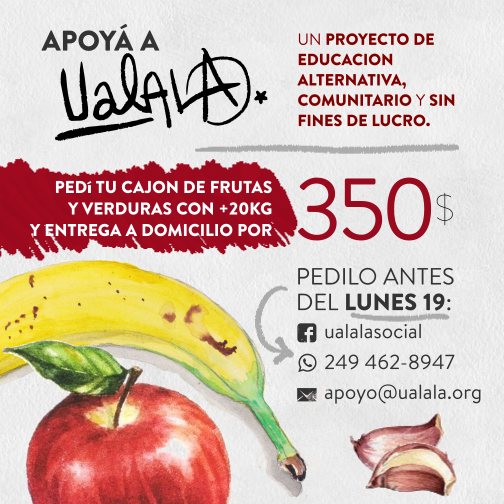 APOYÁ A
UalALA.
UN PROYECTO DE
EDUCACION
ALTERNATIVA,
COMUNITARIO Y SIN
FINES DE LUCRO.
PEDí TU CAJON DE FRUTAS
Y VERDURAS CON +20KG
Y ENTREGA A DOMICILIO POR
350$
PEDILO ANTES
DEL LUNES 19:
ualalasocial
249 462-8947
apoyo@ualala.org